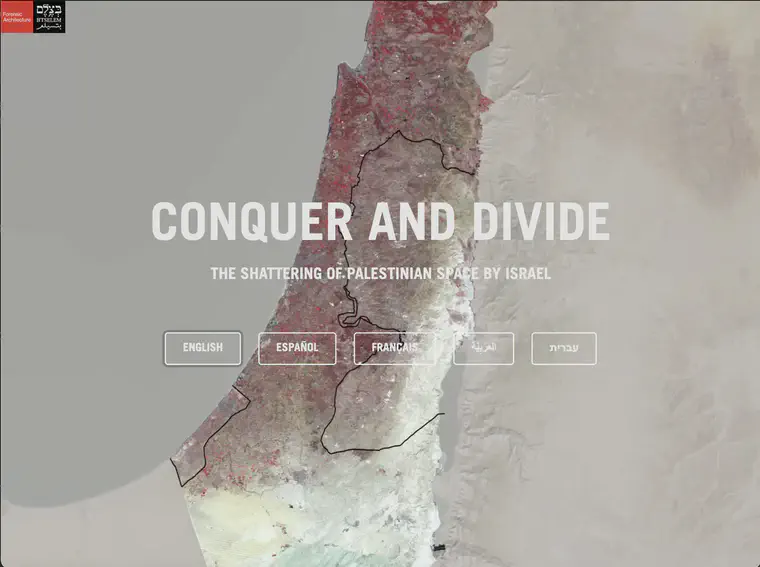 Forensic
Architecture
בצלם
B'TSELEM
بتسيلم
CONQUER AND DIVIDE
THE SHATTERING OF PALESTINIAN SPACE BY ISRAEL
ENGLISH
ESPAÑOL
FRANÇAIS
العَرَبِيَّة
עברית